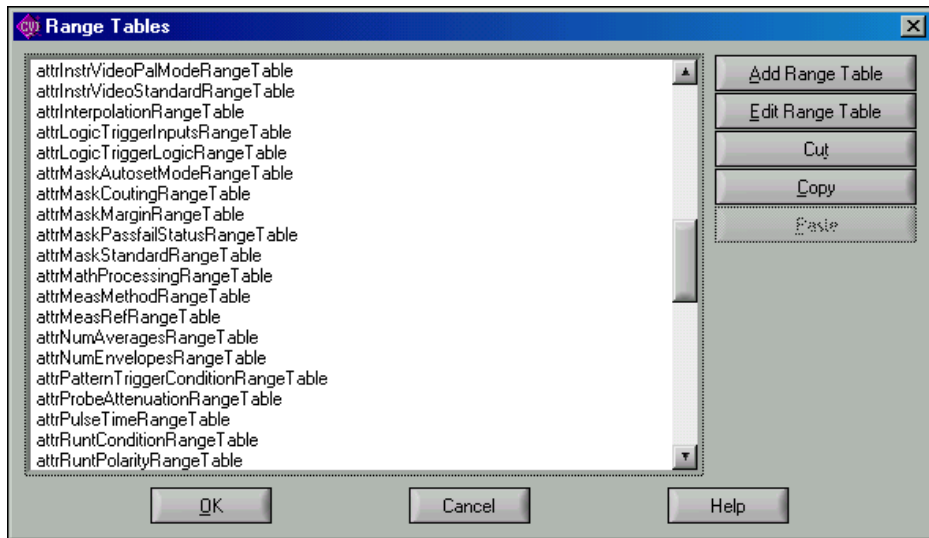 CVI Range Tables
attrInstrVideoPalModeRangeTable
attrInstrVideoStandardRangeTable
attrInterpolationRangeTable
attrLogicTriggerInputsRangeTable
attrLogicTriggerLogicRangeTable
attrMaskAutosetModeRangeTable
attrMaskCoutingRangeTable
attrMaskMarginRangeTable
attrMaskPassfailStatusRangeTable
attrMaskStandardRangeTable
attrMathProcessingRangeTable
attrMeasMethodRangeTable
attrMeasRefRangeTable
attrNumAveragesRangeTable
attrNumEnvelopesRangeTable
attrPatternTriggerConditionRangeTable
attrProbeAttenuationRangeTable
attrPulseTimeRangeTable
attrRuntConditionRangeTable
attrRuntPolarityRangeTable
Add Range Table
Edit Range Table
Cut
Copy
Paste
OK
Cancel
Help